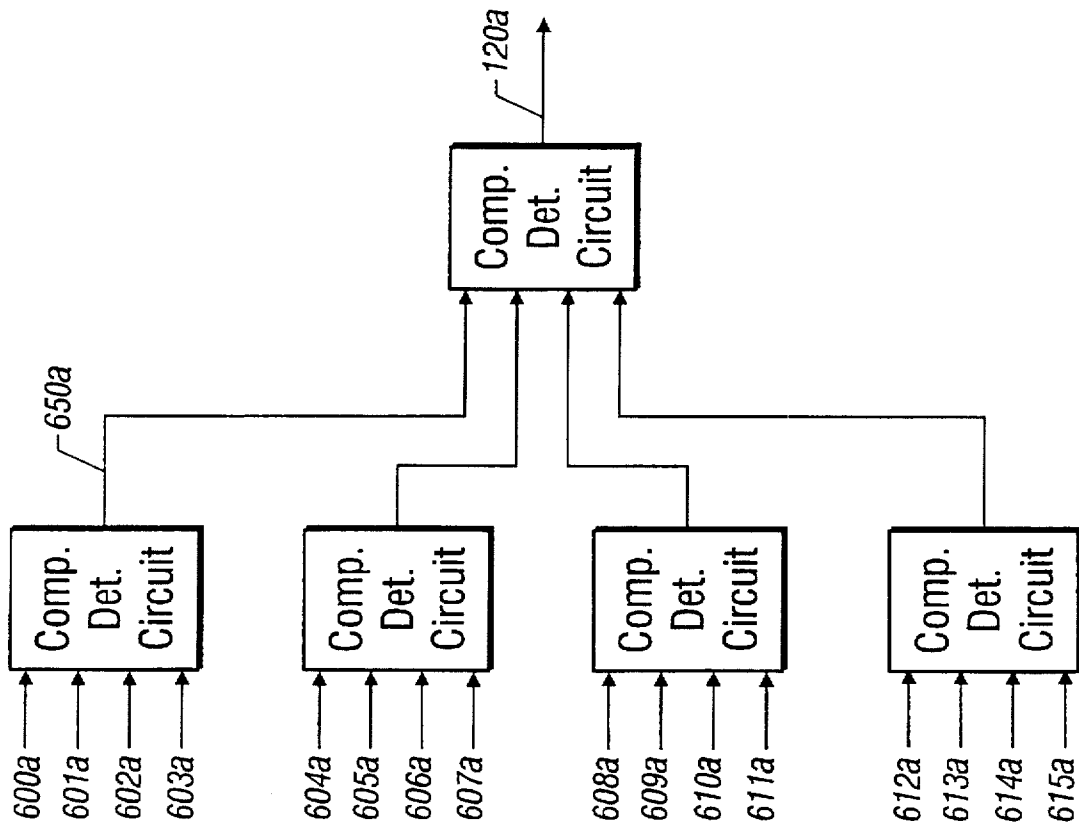 600a
601a
602a
603a
Comp.
Det.
Circuit
650a
604a
605a
606a
607a
Comp.
Det.
Circuit
608a
609a
610a
611a
Comp.
Det.
Circuit
612a
613a
614a
615a
Comp.
Det.
Circuit
Comp.
Det.
Circuit
120a